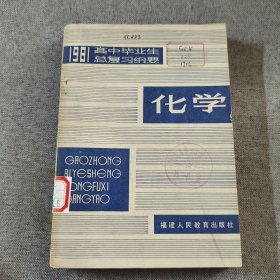 1981
高中毕业生
总复习纲要
化学
GAOZHONG
BIYESHENG
ZONGFUXI
GANGYAO
福建人民教育出版社